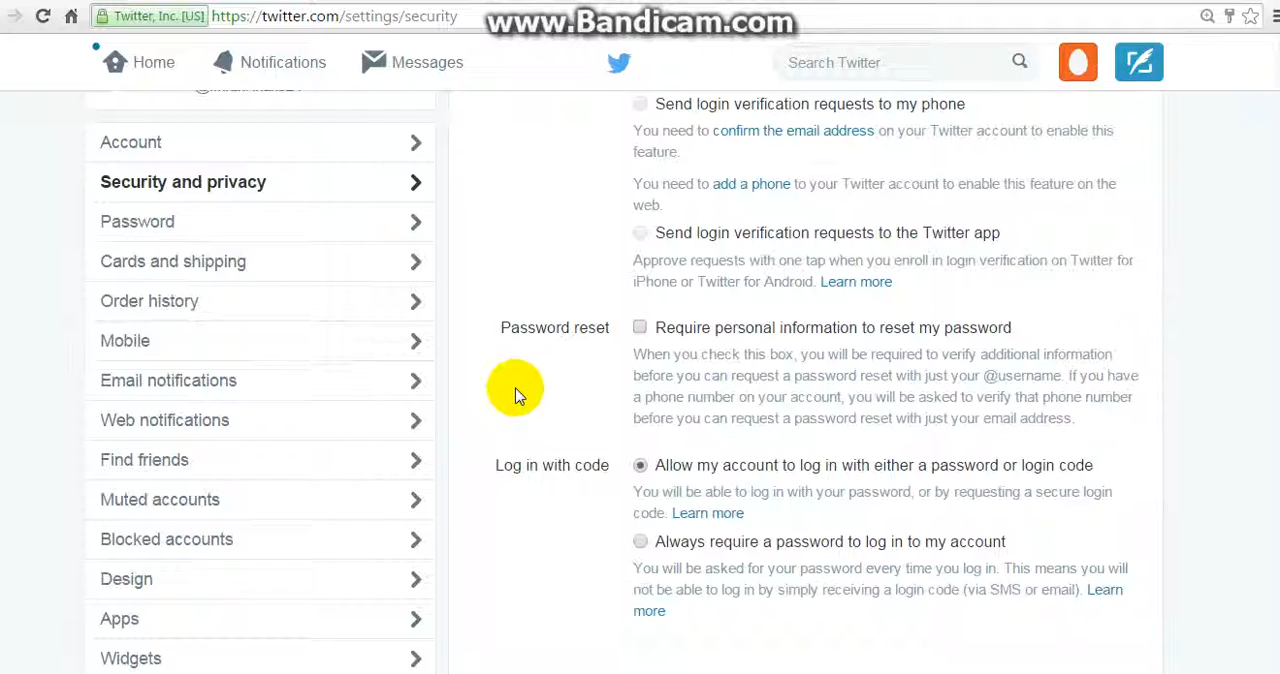 Twitter, Inc. [US] https://twitter.com/settings/security
www.Bandicam.com
Home Notifications Messages Search Twitter
Account
Security and privacy
Password
Cards and shipping
Order history
Mobile
Email notifications
Web notifications
Find friends
Muted accounts
Blocked accounts
Design
Apps
Widgets
Send login verification requests to my phone
You need to confirm the email address on your Twitter account to enable this
feature.
You need to add a phone to your Twitter account to enable this feature on the
web.
Send login verification requests to the Twitter app
Approve requests with one tap when you enroll in login verification on Twitter for
iPhone or Twitter for Android. Learn more
Password reset Require personal information to reset my password
When you check this box, you will be required to verify additional information
before you can request a password reset with just your @username. If you have
a phone number on your account, you will be asked to verify that phone number
before you can request a password reset with just your email address.
Log in with code Allow my account to log in with either a password or login code
You will be able to log in with your password, or by requesting a secure login
code. Learn more
Always require a password to log in to my account
You will be asked for your password every time you log in. This means you will
not be able to log in by simply receiving a login code (via SMS or email). Learn
more